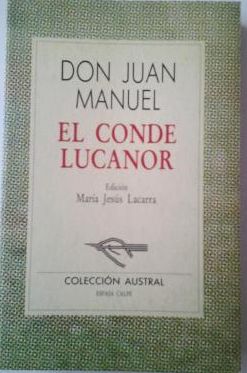 DON JUAN
MANUEL
EL CONDE
LUCANOR
Edición
María Jesús Lacarra
COLECCIÓN AUSTRAL
ESPASA CALPE